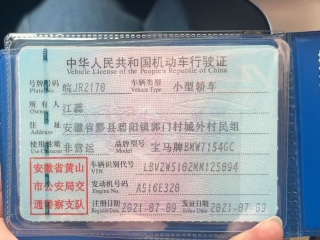 中华人民共和国机动车行驶证
Vehicle License of the People's Republic of China
号牌号码 皖JR2170 车辆类型 小型轿车
Plate No. Vehicle Type
所有人 江蕊
Owner
住址 安徽省黟县碧阳镇郭门村城外村民组
Address
使用性质 非营运 品牌型号 宝马牌BMW7154GC
Use Character Model
安徽省黄山 车辆识别代号 LBV2W5102MM125094
VIN
市公安局交 发动机号码 A516E320
Engine No.
通警察支队 注册日期 2021-07-09 发证日期 2021-07-09
Register Date Issue Date